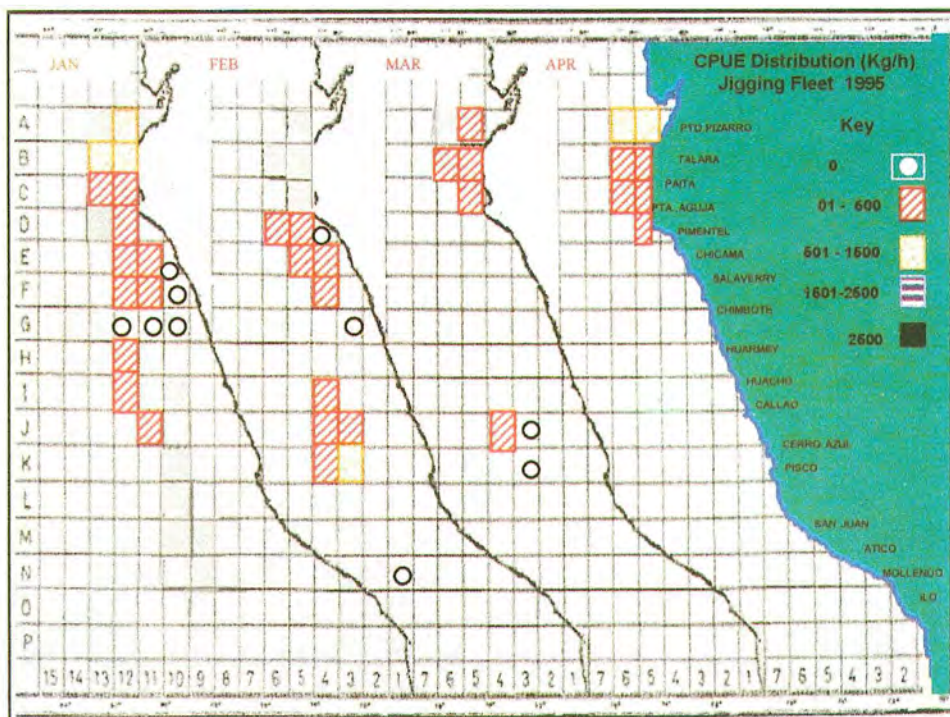 JAN FEB MAR APR
CPUE Distribution (Kg/h)
Jigging Fleet 1995
Key
0
01 - 600
601 - 1500
1601-2500
2600
A
B
C
D
E
F
G
H
I
J
K
L
M
N
O
P
PTO PIZARRO
TALARA
PAITA
PTA. AGUJA
PIMENTEL
CHICAMA
SALAVERRY
CHIMBOTE
HUARMEY
HUACHO
CALLAO
CERRO AZUL
PISCO
SAN JUAN
ATICO
MOLLENDO
ILO
15 14 13 12 11 10 9 8 7 6 5 4 3 2 1 7 6 5 4 3 2 1 7 6 5 4 3 2 1 7 6 5 4 3 2